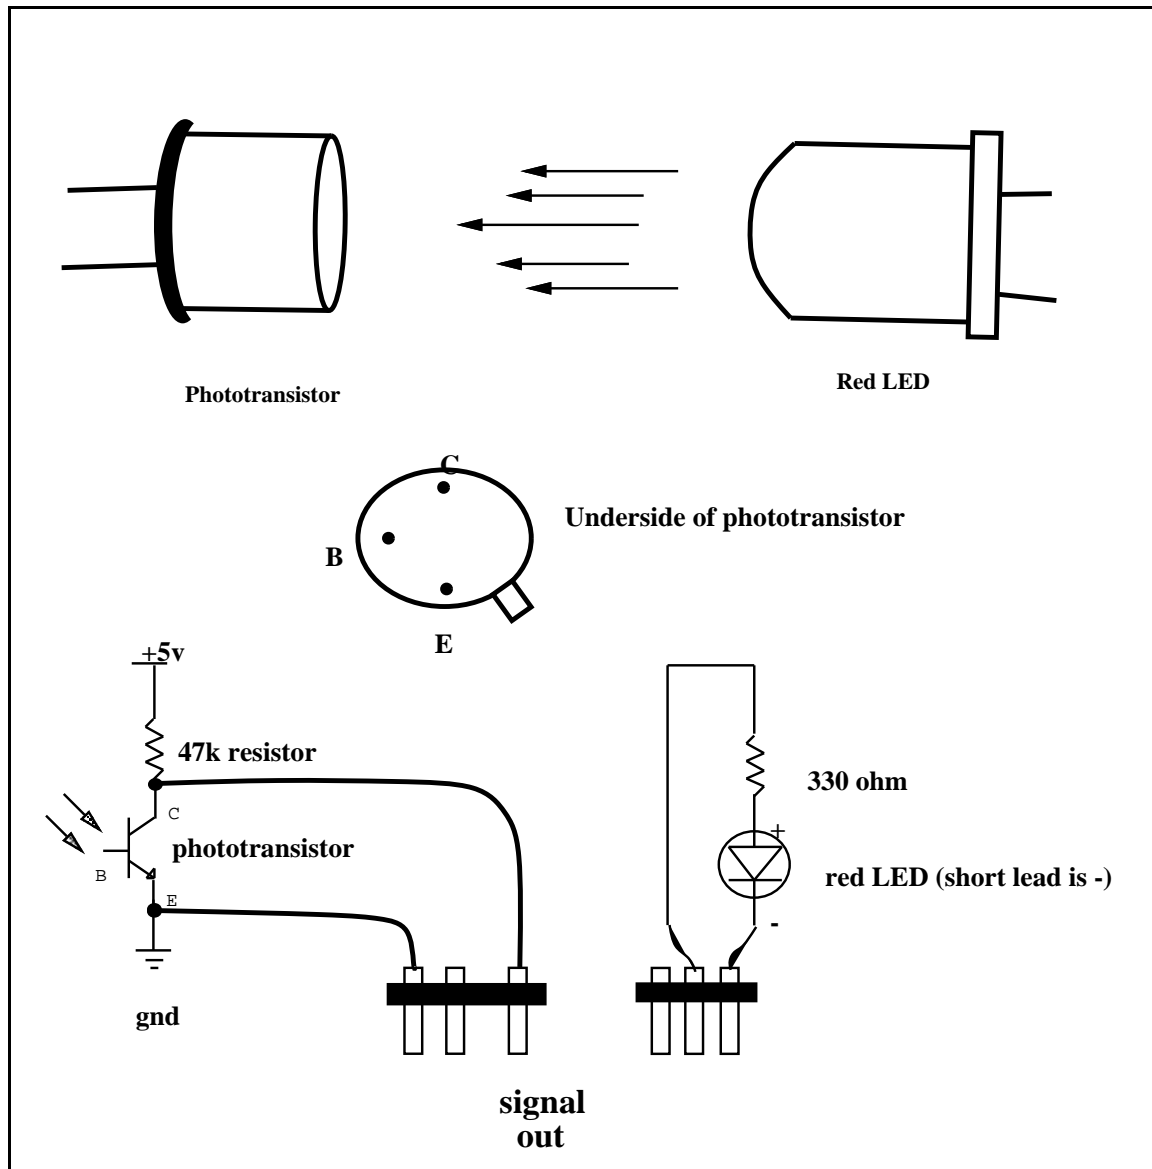 Phototransistor
Red LED
C
Underside of phototransistor
B
E
+5v
47k resistor
330 ohm
C
+
phototransistor
B
red LED (short lead is -)
E
-
gnd
signal
out